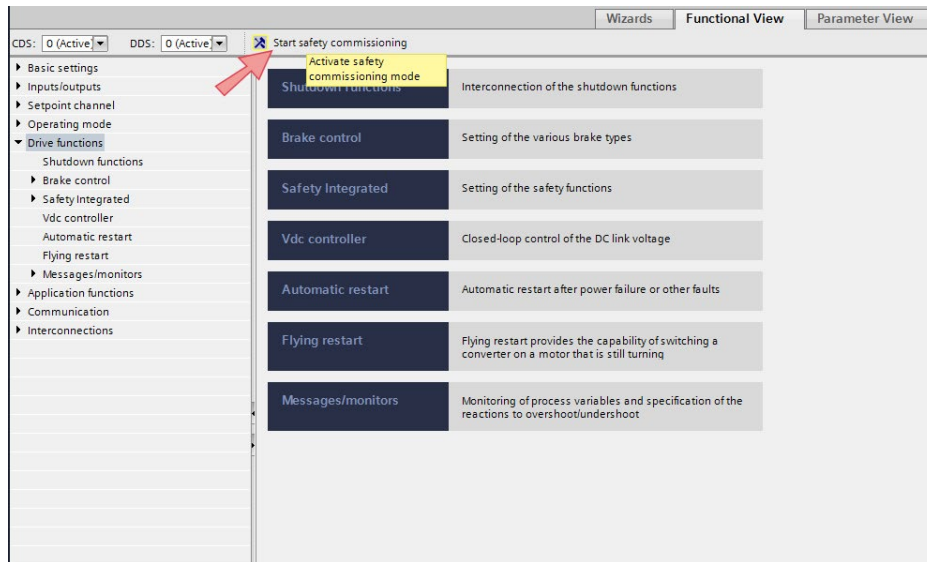 Wizards Functional View Parameter View
CDS: 0 (Active) DDS: 0 (Active) Start safety commissioning
Activate safety
commissioning mode
Basic settings
Inputs/outputs
Setpoint channel
Operating mode
Drive functions
Shutdown functions
Brake control
Safety Integrated
Vdc controller
Automatic restart
Flying restart
Messages/monitors
Application functions
Communication
Interconnections
Shutdown functions Interconnection of the shutdown functions
Brake control Setting of the various brake types
Safety Integrated Setting of the safety functions
Vdc controller Closed-loop control of the DC link voltage
Automatic restart Automatic restart after power failure or other faults
Flying restart Flying restart provides the capability of switching a
converter on a motor that is still turning
Messages/monitors Monitoring of process variables and specification of the
reactions to overshoot/undershoot